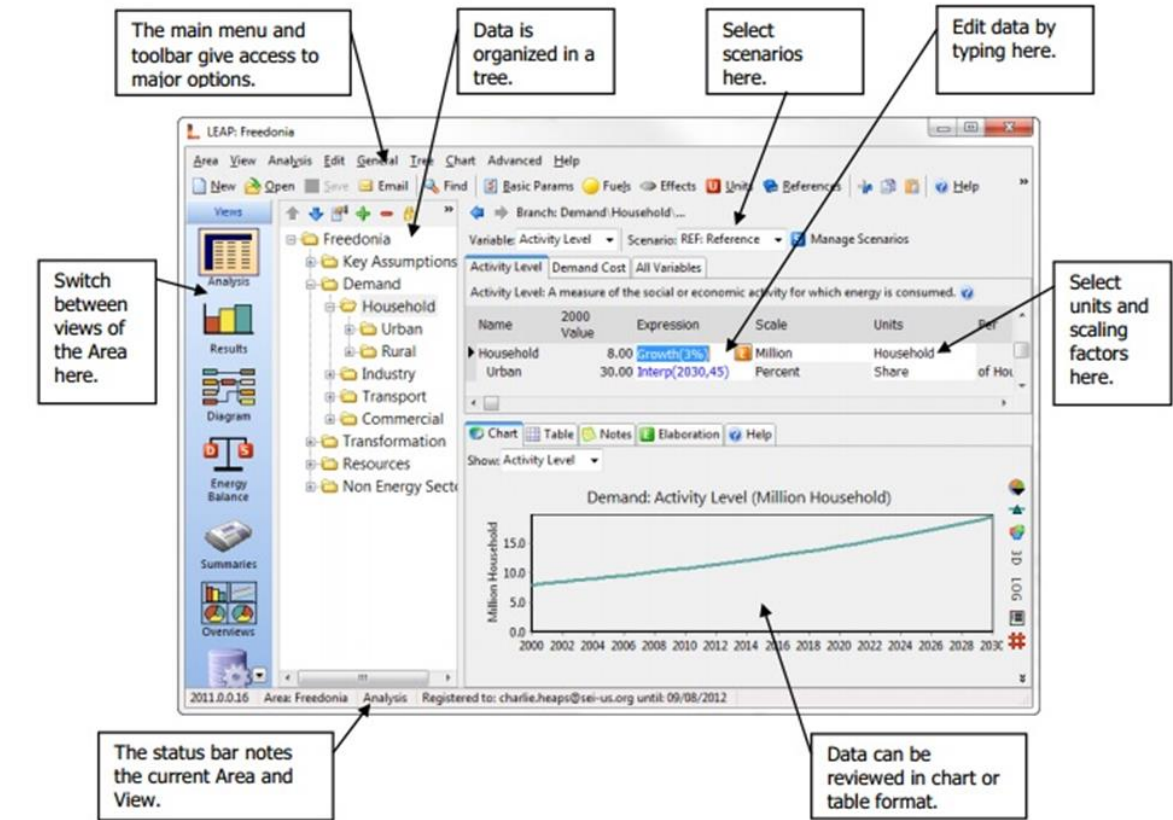 The main menu and
toolbar give access to
major options.
Data is
organized in a
tree.
Select
scenarios
here.
Edit data by
typing here.
LEAP: Freedonia
Area View Analysis Edit General Tree Chart Advanced Help
New Open Save Email Find Basic Params Fuels Effects Units References Help
Views
Branch: Demand\Household\...
Variable: Activity Level Scenario: REF: Reference Manage Scenarios
Activity Level Demand Cost All Variables
Activity Level: A measure of the social or economic activity for which energy is consumed.
Name 2000 Value Expression Scale Units Per
Household 8.00 Growth(3%) Million Household
Urban 30.00 Interp(2030,45) Percent Share of Hou
Freedonia
Key Assumptions
Demand
Household
Urban
Rural
Industry
Transport
Commercial
Transformation
Resources
Non Energy Secto
Switch
between
views of
the Area
here.
Analysis
Results
Diagram
Energy
Balance
Summaries
Overviews
Select
units and
scaling
factors
here.
Chart Table Notes Elaboration Help
Show: Activity Level
Demand: Activity Level (Million Household)
Million Household
15.0
10.0
5.0
0.0
2000 2002 2004 2006 2008 2010 2012 2014 2016 2018 2020 2022 2024 2026 2028
3D
LOG
2011.0.0.16 Area: Freedonia Analysis Registered to: charlie.heaps@sei-us.org until: 09/08/2012
The status bar notes
the current Area and
View.
Data can be
reviewed in chart or
table format.